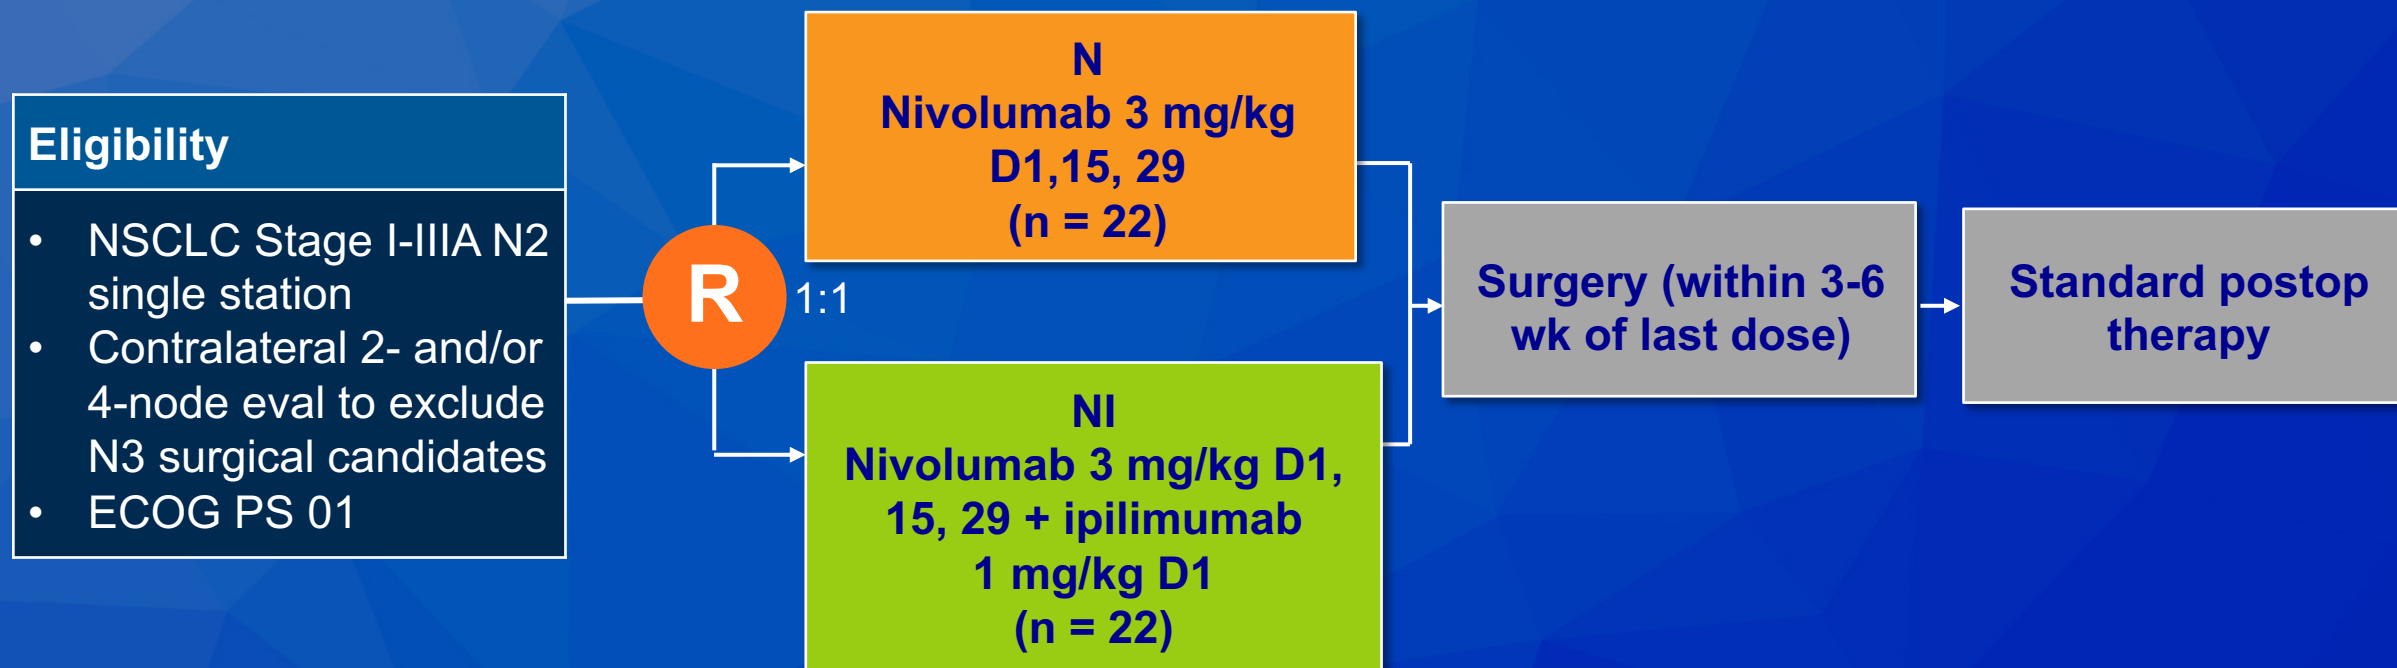 Eligibility
• NSCLC Stage I-IIIA N2
single station
• Contralateral 2- and/or
4-node eval to exclude
N3 surgical candidates
• ECOG PS 01
R
1:1
N
Nivolumab 3 mg/kg
D1,15, 29
(n = 22)
NI
Nivolumab 3 mg/kg D1,
15, 29 + ipilimumab
1 mg/kg D1
(n = 22)
Surgery (within 3-6
wk of last dose)
Standard postop
therapy